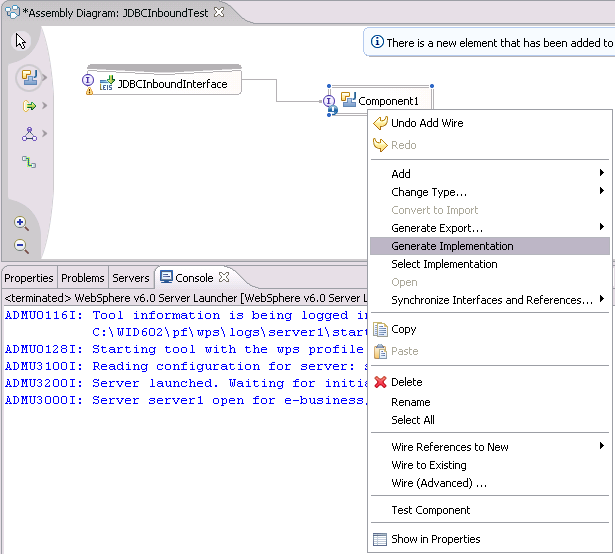 *Assembly Diagram: JDBCInboundTest
There is a new element that has been added to
JDBCInboundInterface
Component1
Undo Add Wire
Redo
Add
Change Type...
Convert to Import
Generate Export...
Generate Implementation
Select Implementation
Open
Synchronize Interfaces and References...
Copy
Paste
Delete
Rename
Select All
Wire References to New
Wire to Existing
Wire (Advanced) ...
Test Component
Show in Properties
Properties Problems Servers Console
<terminated> WebSphere v6.0 Server Launcher [WebSphere v6.0 Server L
ADMU0116I: Tool information is being logged in
C:\WID602\pf\wps\logs\server1\start
ADMU0128I: Starting tool with the wps profile
ADMU3100I: Reading configuration for server: s
ADMU3200I: Server launched. Waiting for initia
ADMU3000I: Server server1 open for e-business;